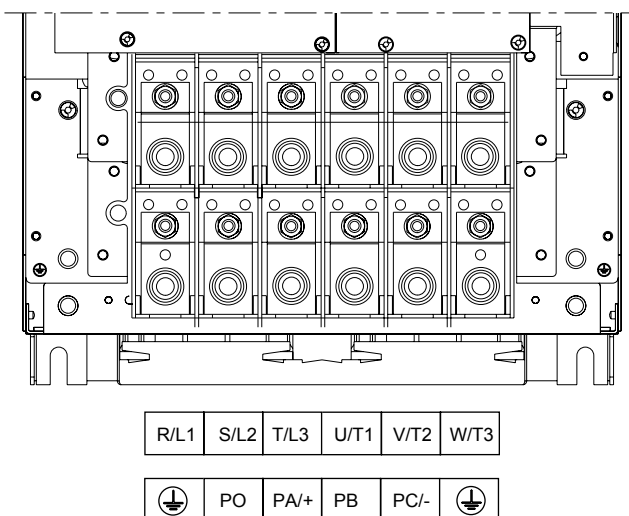 R/L1 S/L2 T/L3 U/T1 V/T2 W/T3
PO PA/+ PB PC/-